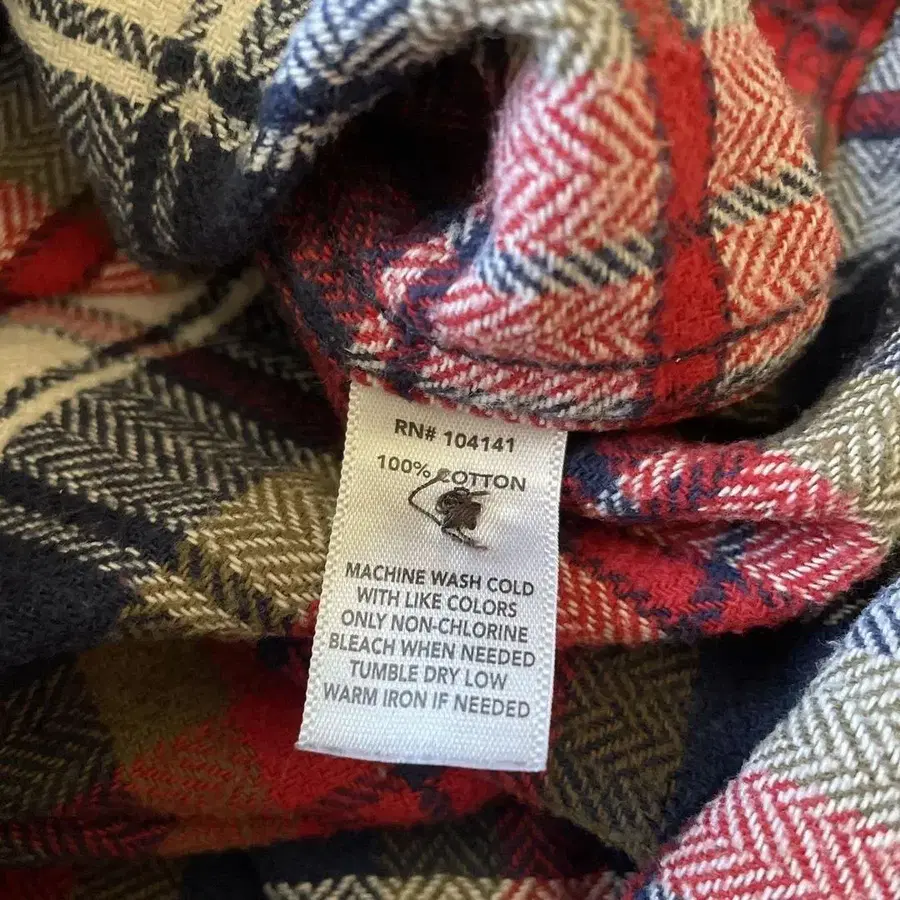 RN# 104141
100% COTTON
MACHINE WASH COLD
WITH LIKE COLORS
ONLY NON-CHLORINE
BLEACH WHEN NEEDED
TUMBLE DRY LOW
WARM IRON IF NEEDED